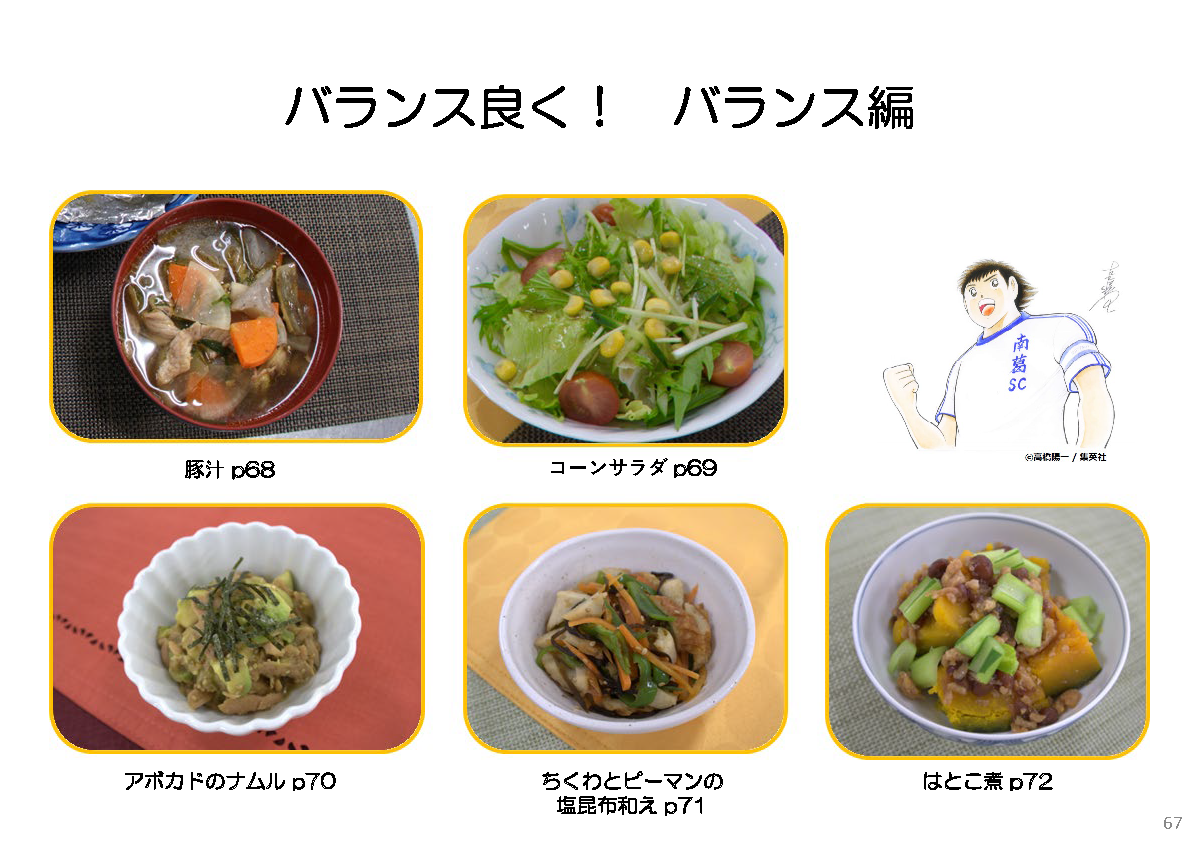 バランス良く！　バランス編
南
葛
SC
©高橋陽一 / 集英社
豚汁 p68
コーンサラダ p69
アボカドのナムル p70
ちくわとピーマンの
塩昆布和え p71
はとこ煮 p72
67